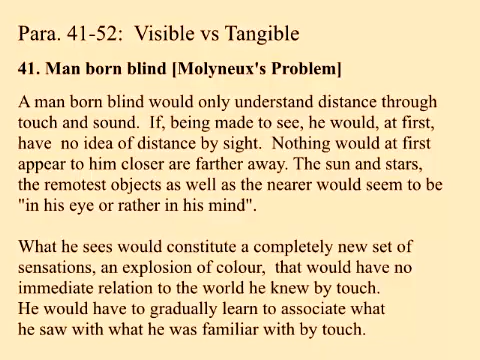 Para. 41-52:  Visible vs Tangible
41. Man born blind [Molyneux's Problem]
A man born blind would only understand distance through
touch and sound.  If, being made to see, he would, at first,
have  no idea of distance by sight.  Nothing would at first
appear to him closer are farther away. The sun and stars,
the remotest objects as well as the nearer would seem to be
"in his eye or rather in his mind".
What he sees would constitute a completely new set of
sensations, an explosion of colour,  that would have no
immediate relation to the world he knew by touch.
He would have to gradually learn to associate what
he saw with what he was familiar with by touch.